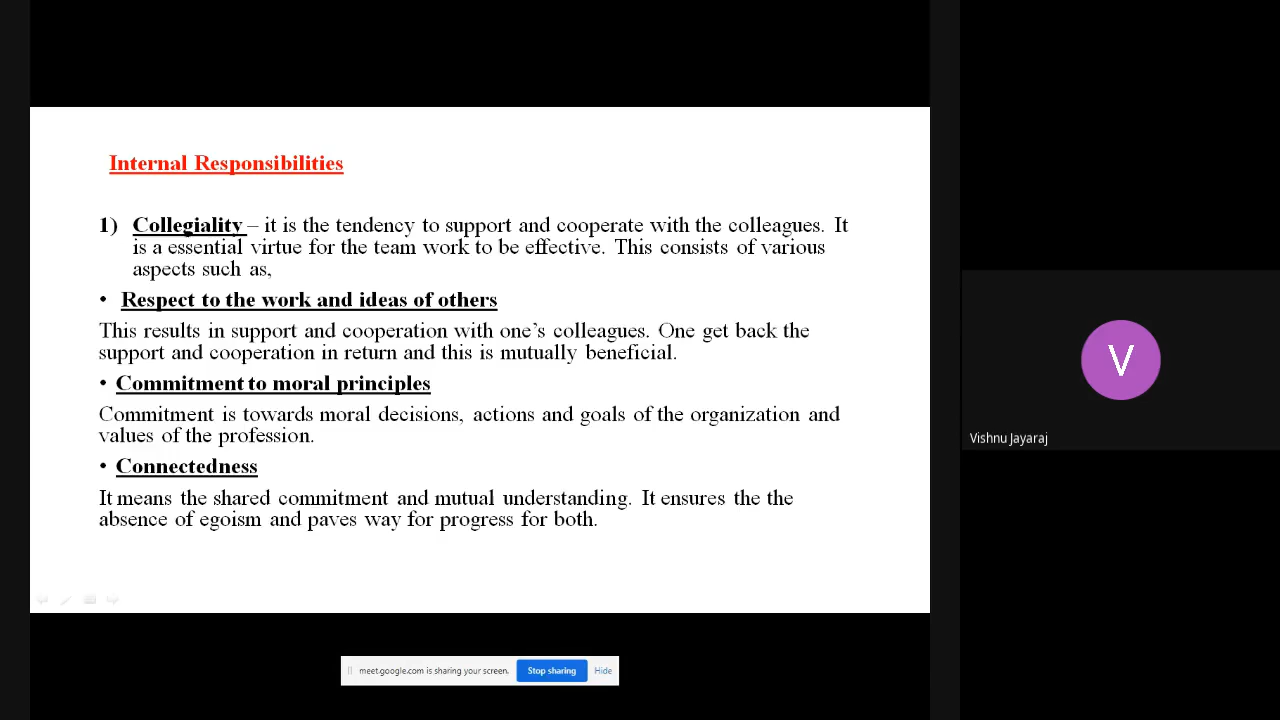 Internal Responsibilities
1) Collegiality – it is the tendency to support and cooperate with the colleagues. It
is a essential virtue for the team work to be effective. This consists of various
aspects such as,
• Respect to the work and ideas of others
This results in support and cooperation with one’s colleagues. One get back the
support and cooperation in return and this is mutually beneficial.
• Commitment to moral principles
Commitment is towards moral decisions, actions and goals of the organization and
values of the profession.
• Connectedness
It means the shared commitment and mutual understanding. It ensures the the
absence of egoism and paves way for progress for both.
V
Vishnu Jayaraj
meet.google.com is sharing your screen. Stop sharing Hide